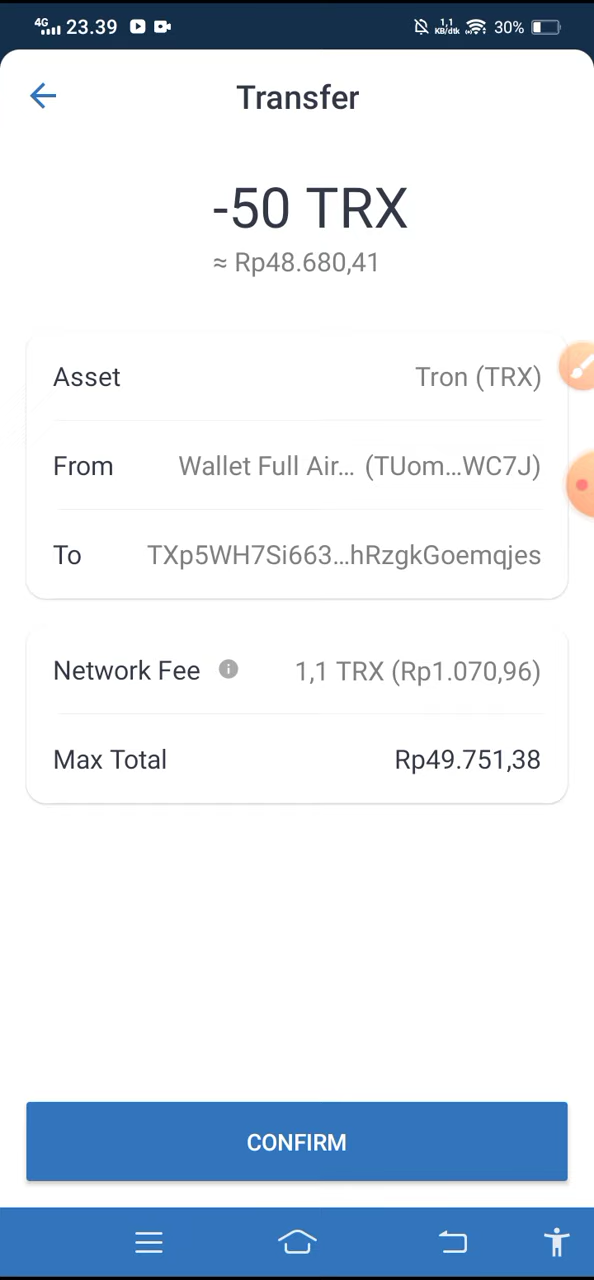 4G 23.39 1,1 KB/dtk 30%
Transfer
-50 TRX
≈ Rp48.680,41
Asset Tron (TRX)
From Wallet Full Air... (TUom...WC7J)
To TXp5WH7Si663...hRzgkGoemqjes
Network Fee 1,1 TRX (Rp1.070,96)
Max Total Rp49.751,38
CONFIRM